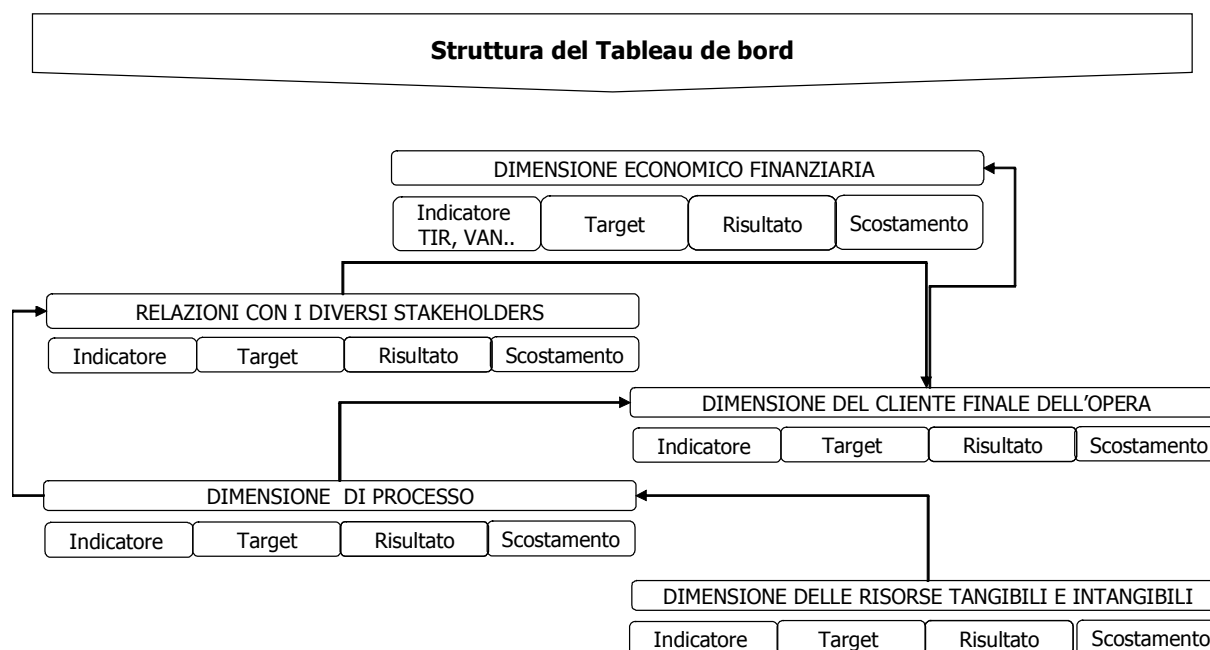 Struttura del Tableau de bord
DIMENSIONE ECONOMICO FINANZIARIA
Indicatore
TIR, VAN..
Target
Risultato
Scostamento
RELAZIONI CON I DIVERSI STAKEHOLDERS
Indicatore
Target
Risultato
Scostamento
DIMENSIONE DEL CLIENTE FINALE DELL’OPERA
Indicatore
Target
Risultato
Scostamento
DIMENSIONE DI PROCESSO
Indicatore
Target
Risultato
Scostamento
DIMENSIONE DELLE RISORSE TANGIBILI E INTANGIBILI
Indicatore
Target
Risultato
Scostamento